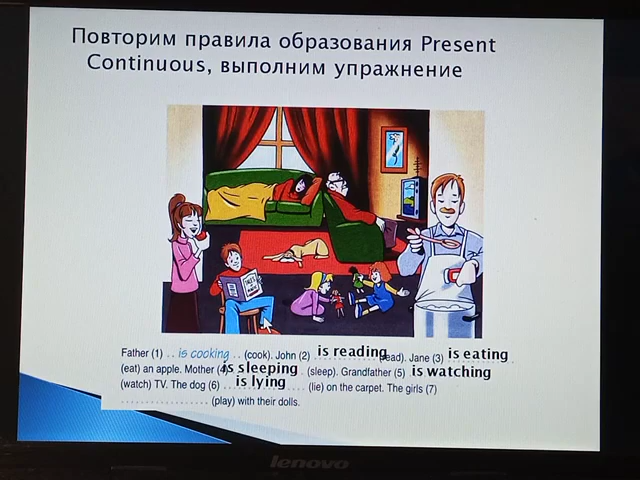 Повторим правила образования Present
Continuous, выполним упражнение
Father (1) .. is cooking .. (cook). John (2) is reading (read). Jane (3) is eating
(eat) an apple. Mother (4) is sleeping (sleep). Grandfather (5) is watching
(watch) TV. The dog (6) is lying (lie) on the carpet. The girls (7)
.................... (play) with their dolls.
lenovo